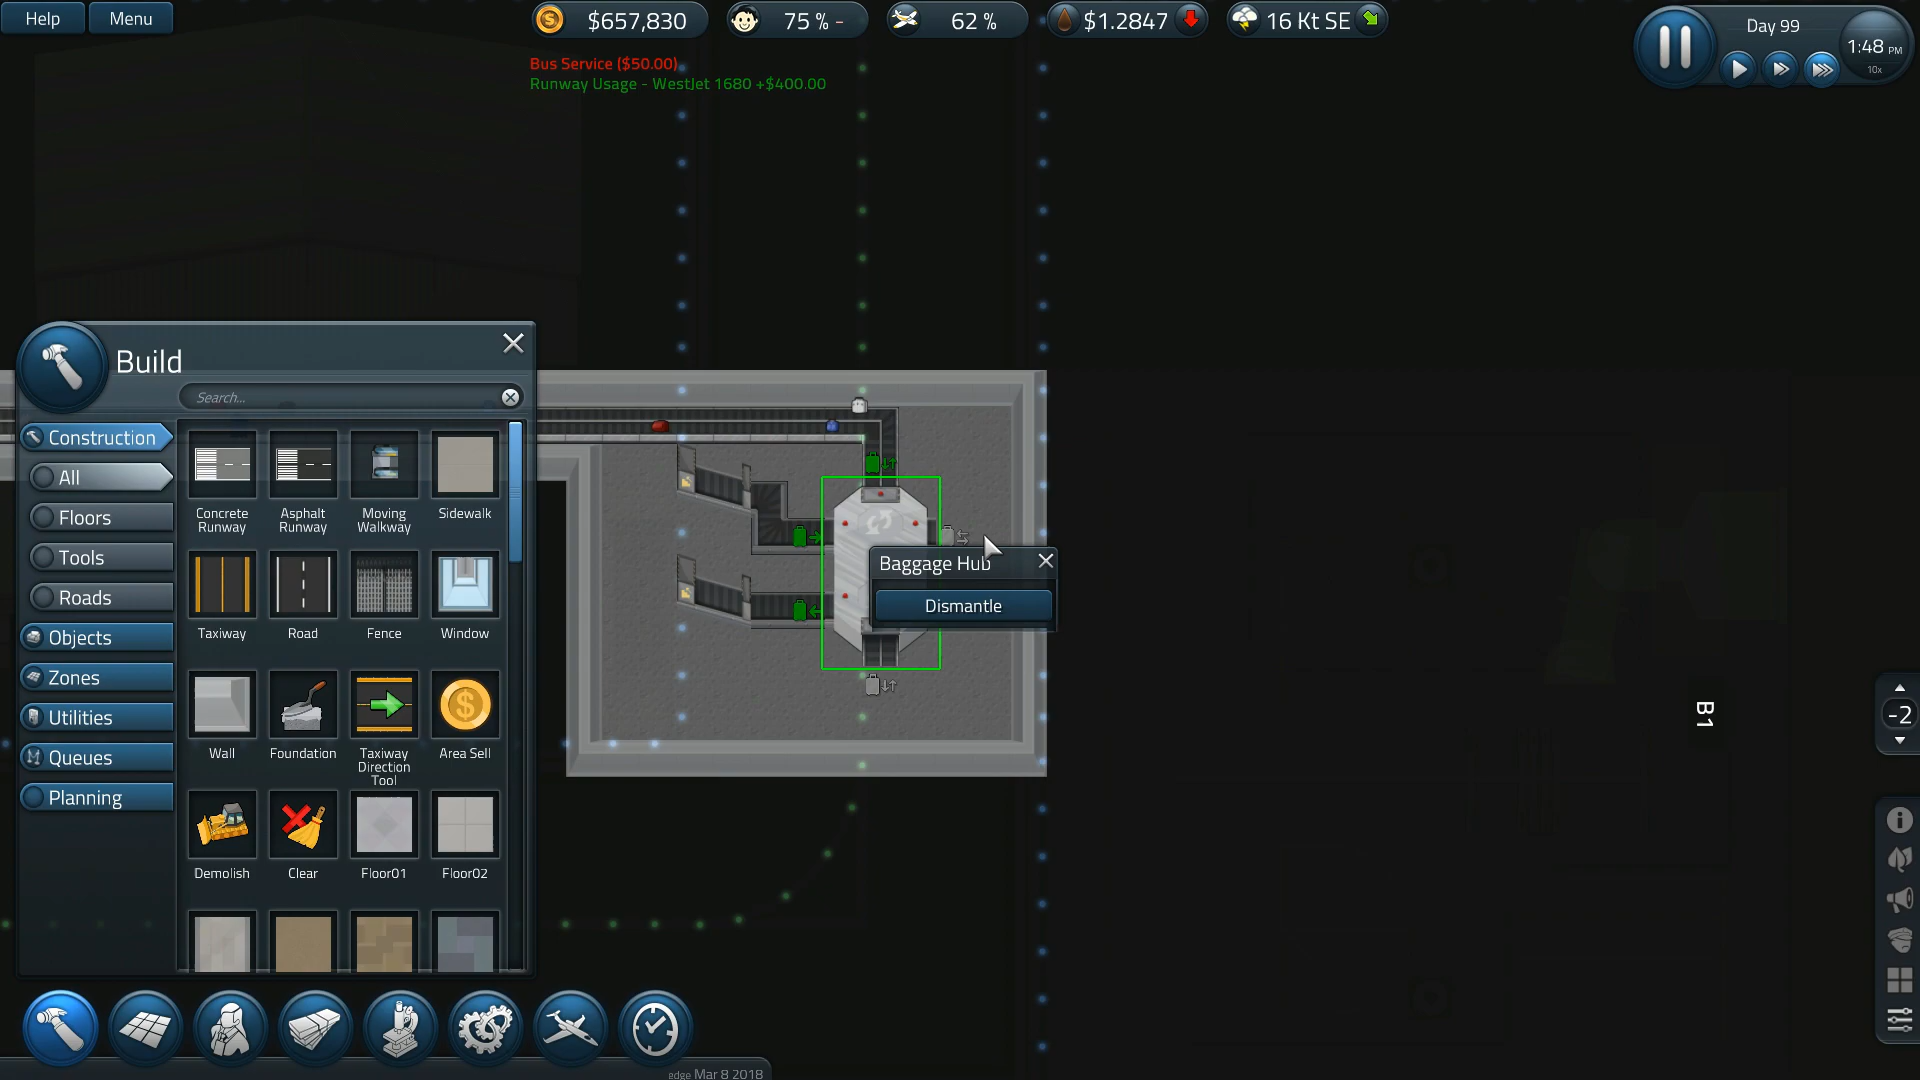 Help
Menu
$657,830
75 % -
62 %
$1.2847
16 Kt SE
Day 99
1:48 PM
10x
Bus Service ($50.00)
Runway Usage - WestJet 1680 +$400.00
Build
Search...
Construction
All
Floors
Tools
Roads
Objects
Zones
Utilities
Queues
Planning
Concrete
Runway
Asphalt
Runway
Moving
Walkway
Sidewalk
Taxiway
Road
Fence
Window
Wall
Foundation
Taxiway
Direction
Tool
Area Sell
Demolish
Clear
Floor01
Floor02
Baggage Hub
Dismantle
B1
-2
edge Mar 8 2018